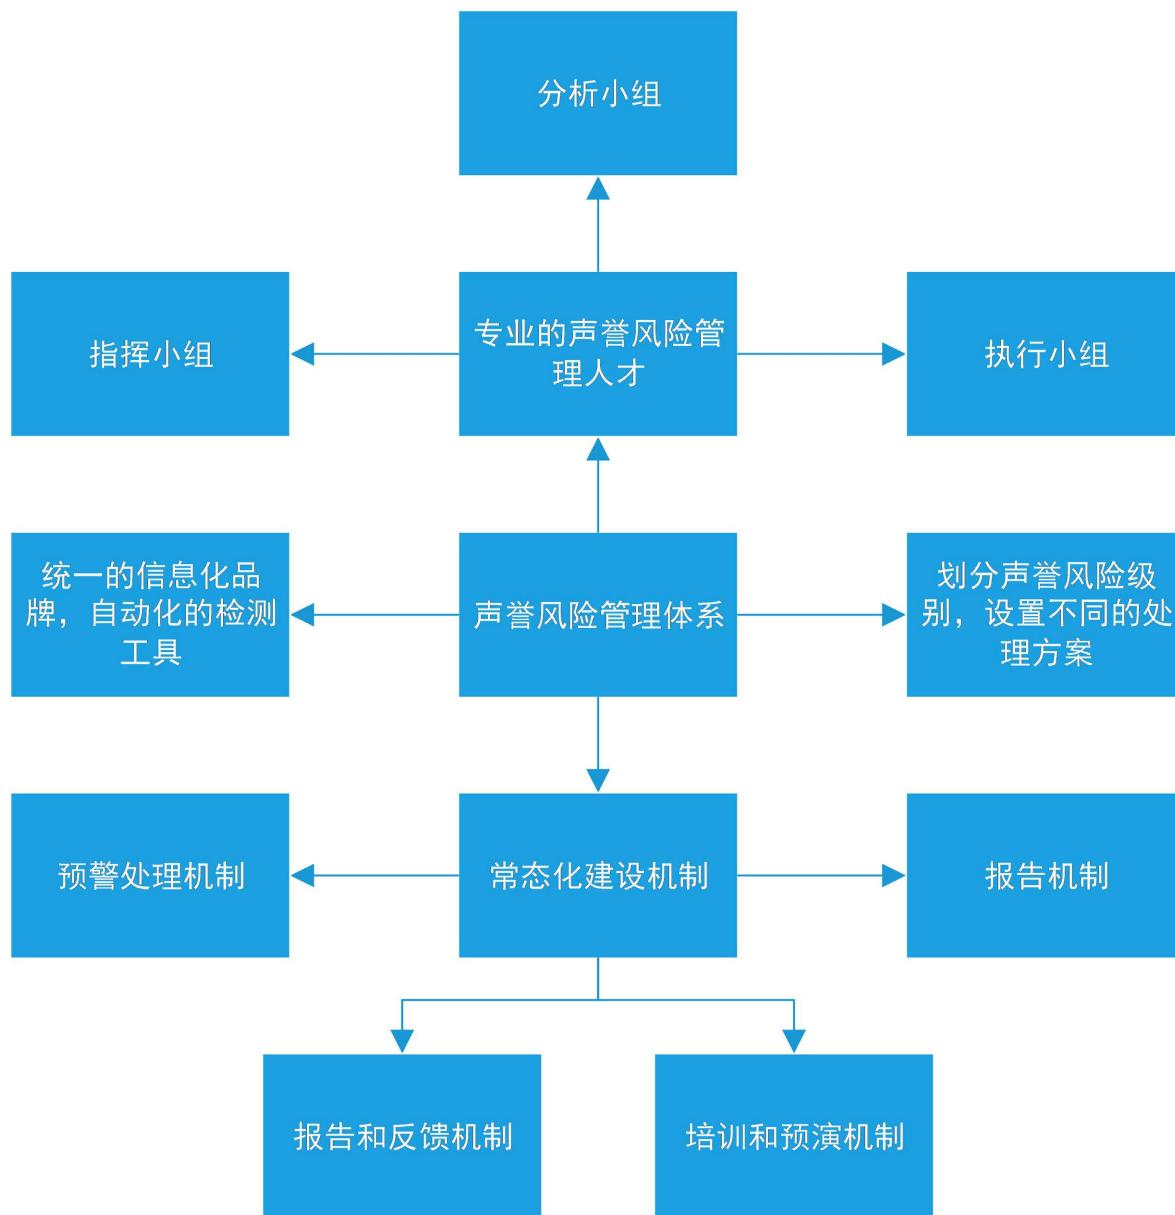 分析小组
指挥小组
专业的声誉风险管
理人才
执行小组
统一的信息化品
牌，自动化的检测
工具
声誉风险管理体系
划分声誉风险级
别，设置不同的处
理方案
预警处理机制
常态化建设机制
报告机制
报告和反馈机制
培训和预演机制